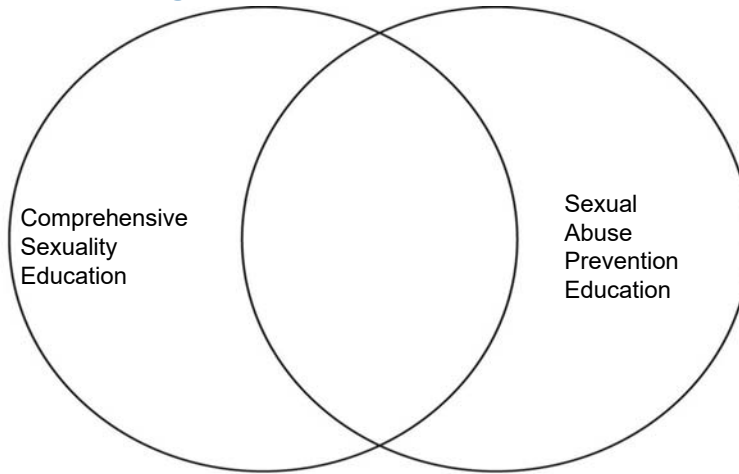 Comprehensive
Sexuality
Education
Sexual
Abuse
Prevention
Education